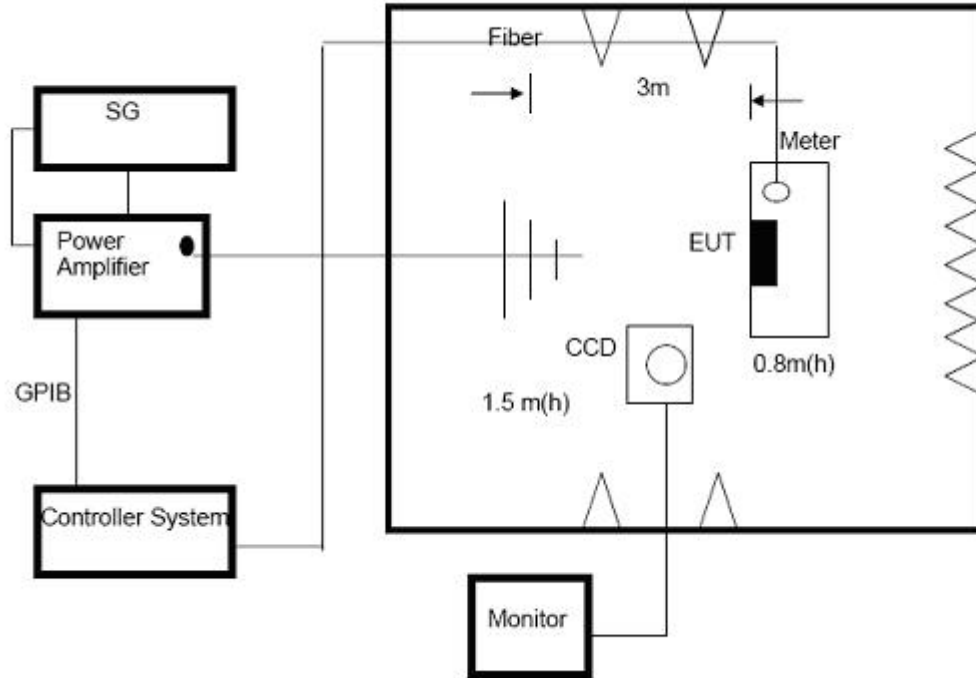 Fiber
3m
SG
Meter
Power
Amplifier
EUT
CCD
0.8m(h)
GPIB
1.5 m(h)
Controller System
Monitor